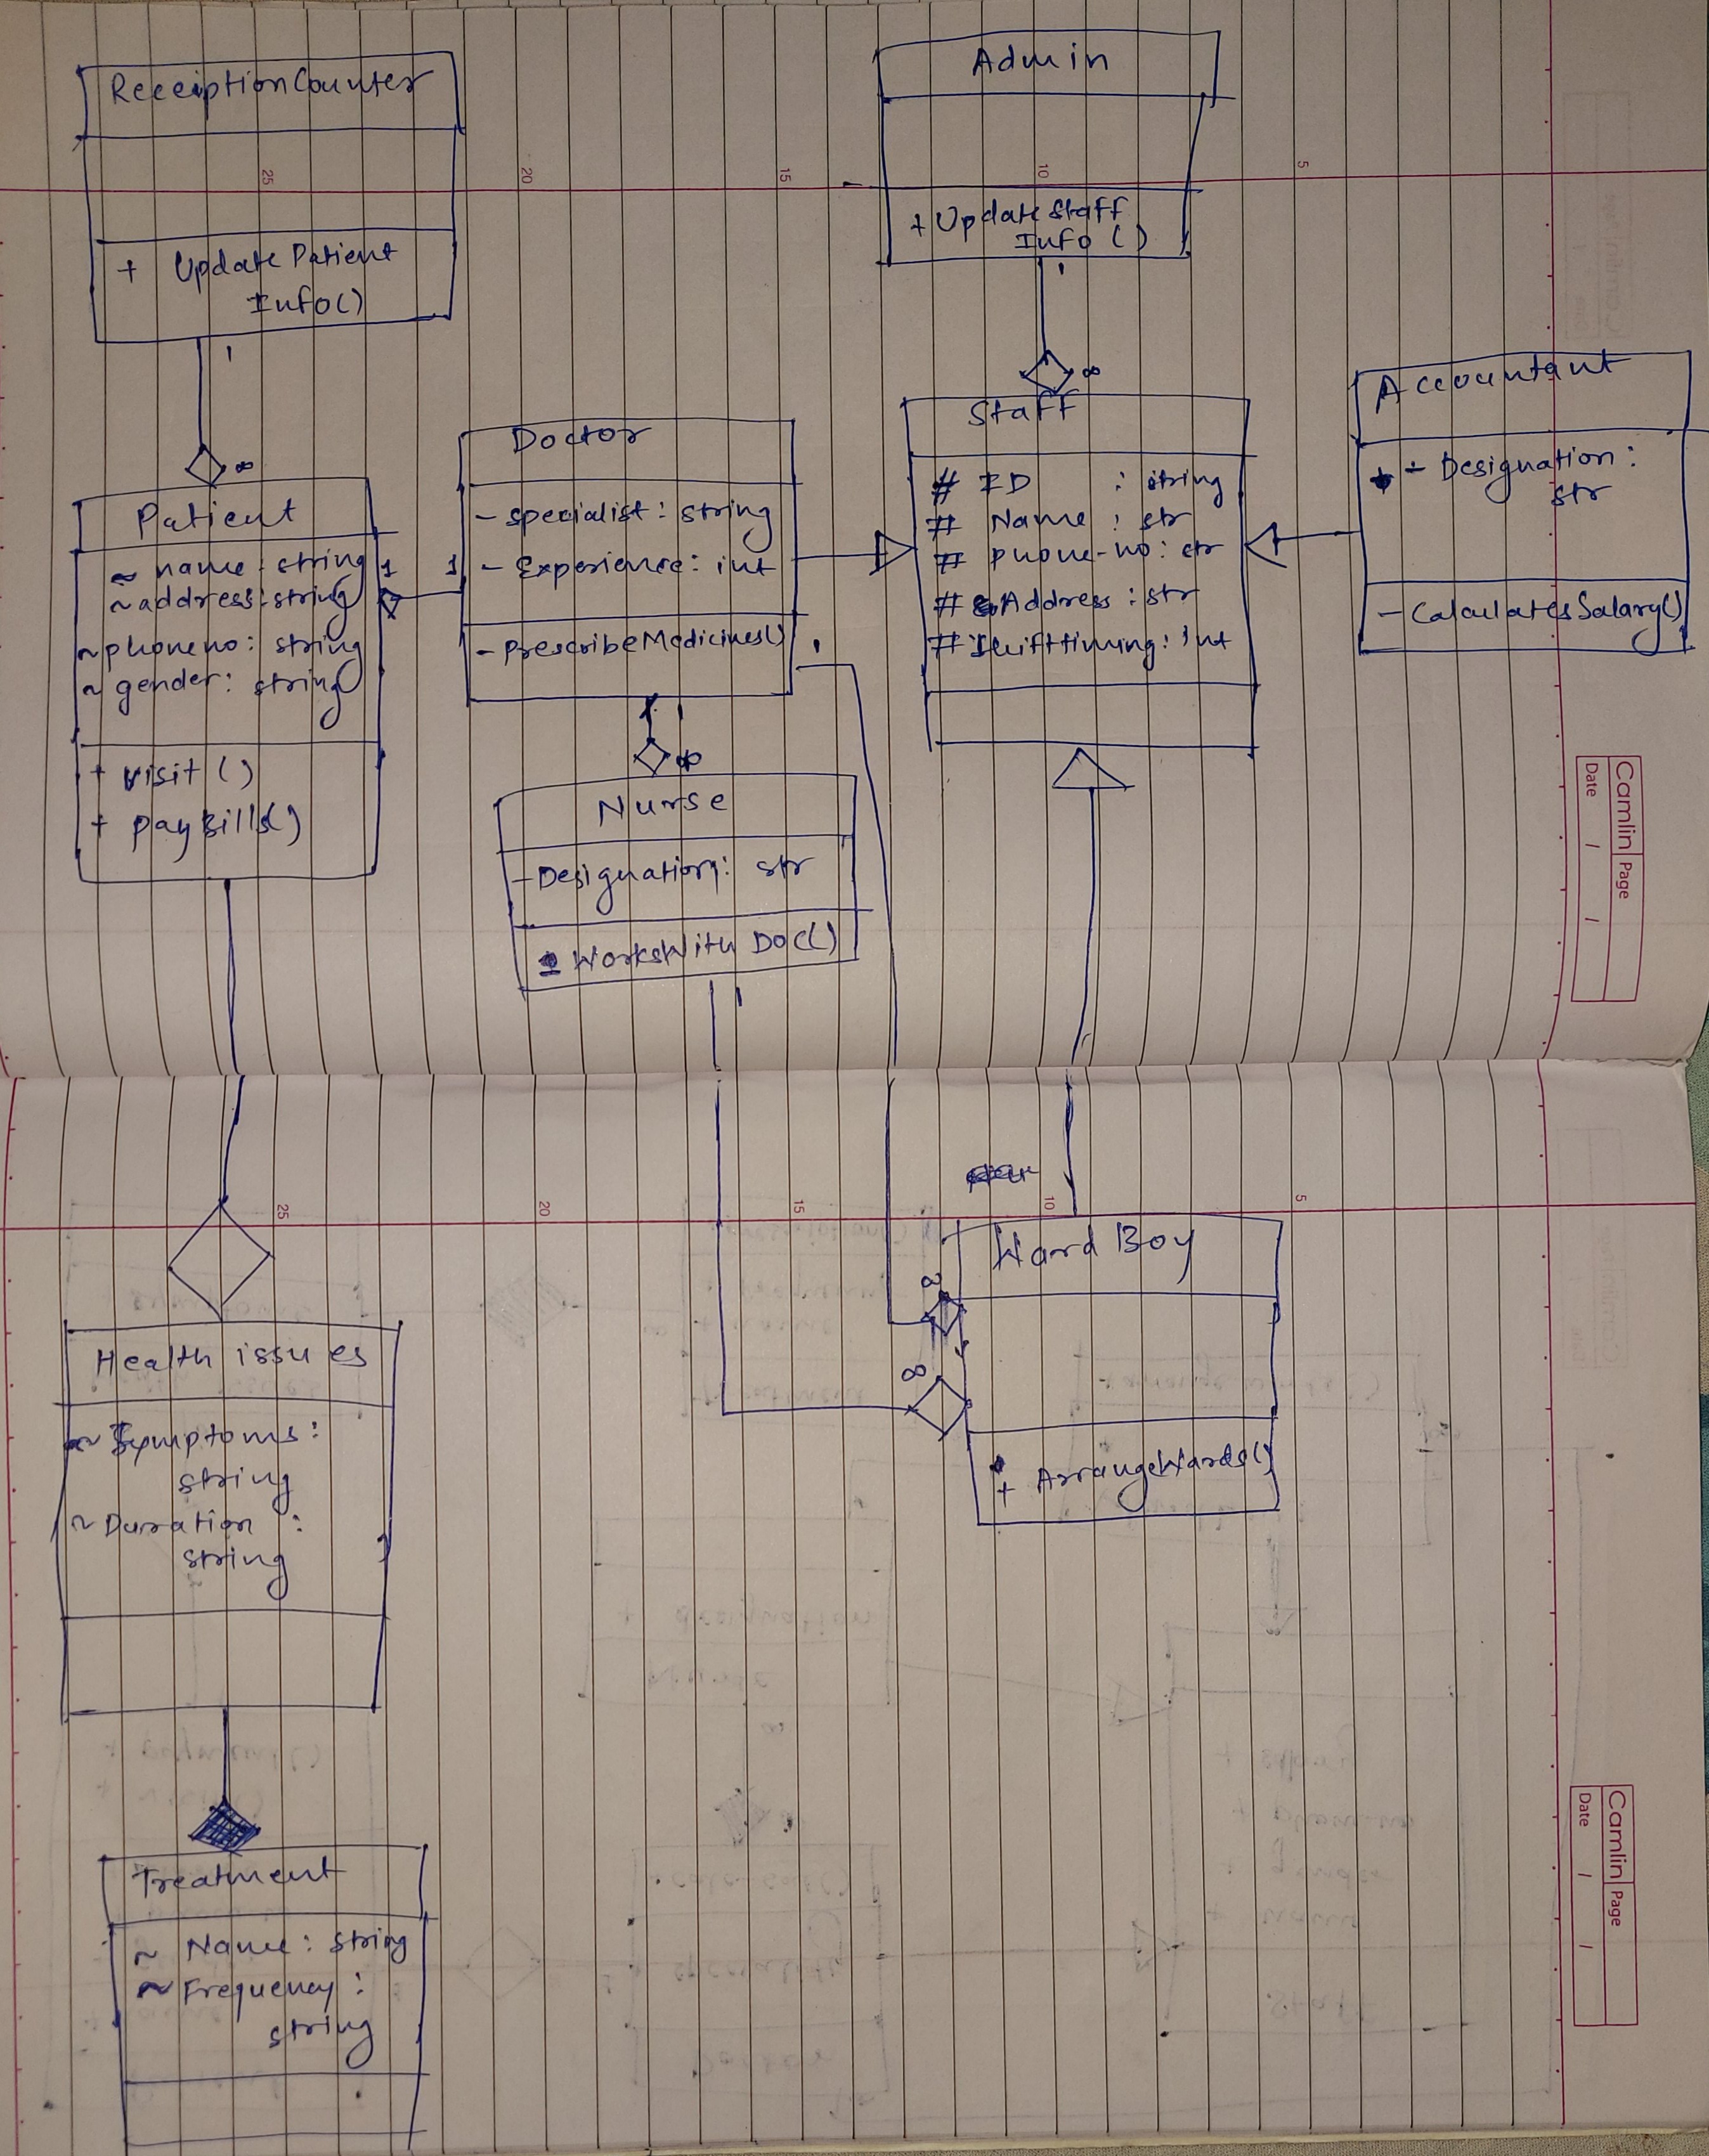 ReceiptionCounter
+ Update Patient
Info()
Admin
+ Update Staff
Info ()
25
20
15
10
5
1
∞
1
∞
Patient
~ name : string
~ address : string
~ phone no : string
~ gender : string
+ visit ()
+ pay Bills()
1
1
Doctor
- specialist : string
- Experience : int
- PrescribeMedicines()
1
1
∞
Staff
# ID : string
# Name : str
# phone-no : str
# Address : str
# Shifttiming : int
Accountant
- Designation :
str
- CalculatesSalary()
Nurse
- Designation : str
WorksWith Doc()
1
Camlin Page
Date / /
25
20
15
10
5
∞
∞
Ward Boy
+ ArrangeWards()
Health issues
~ Symptoms :
string
~ Duration :
string
Treatment
~ Name : string
~ Frequency :
string
Camlin Page
Date / /